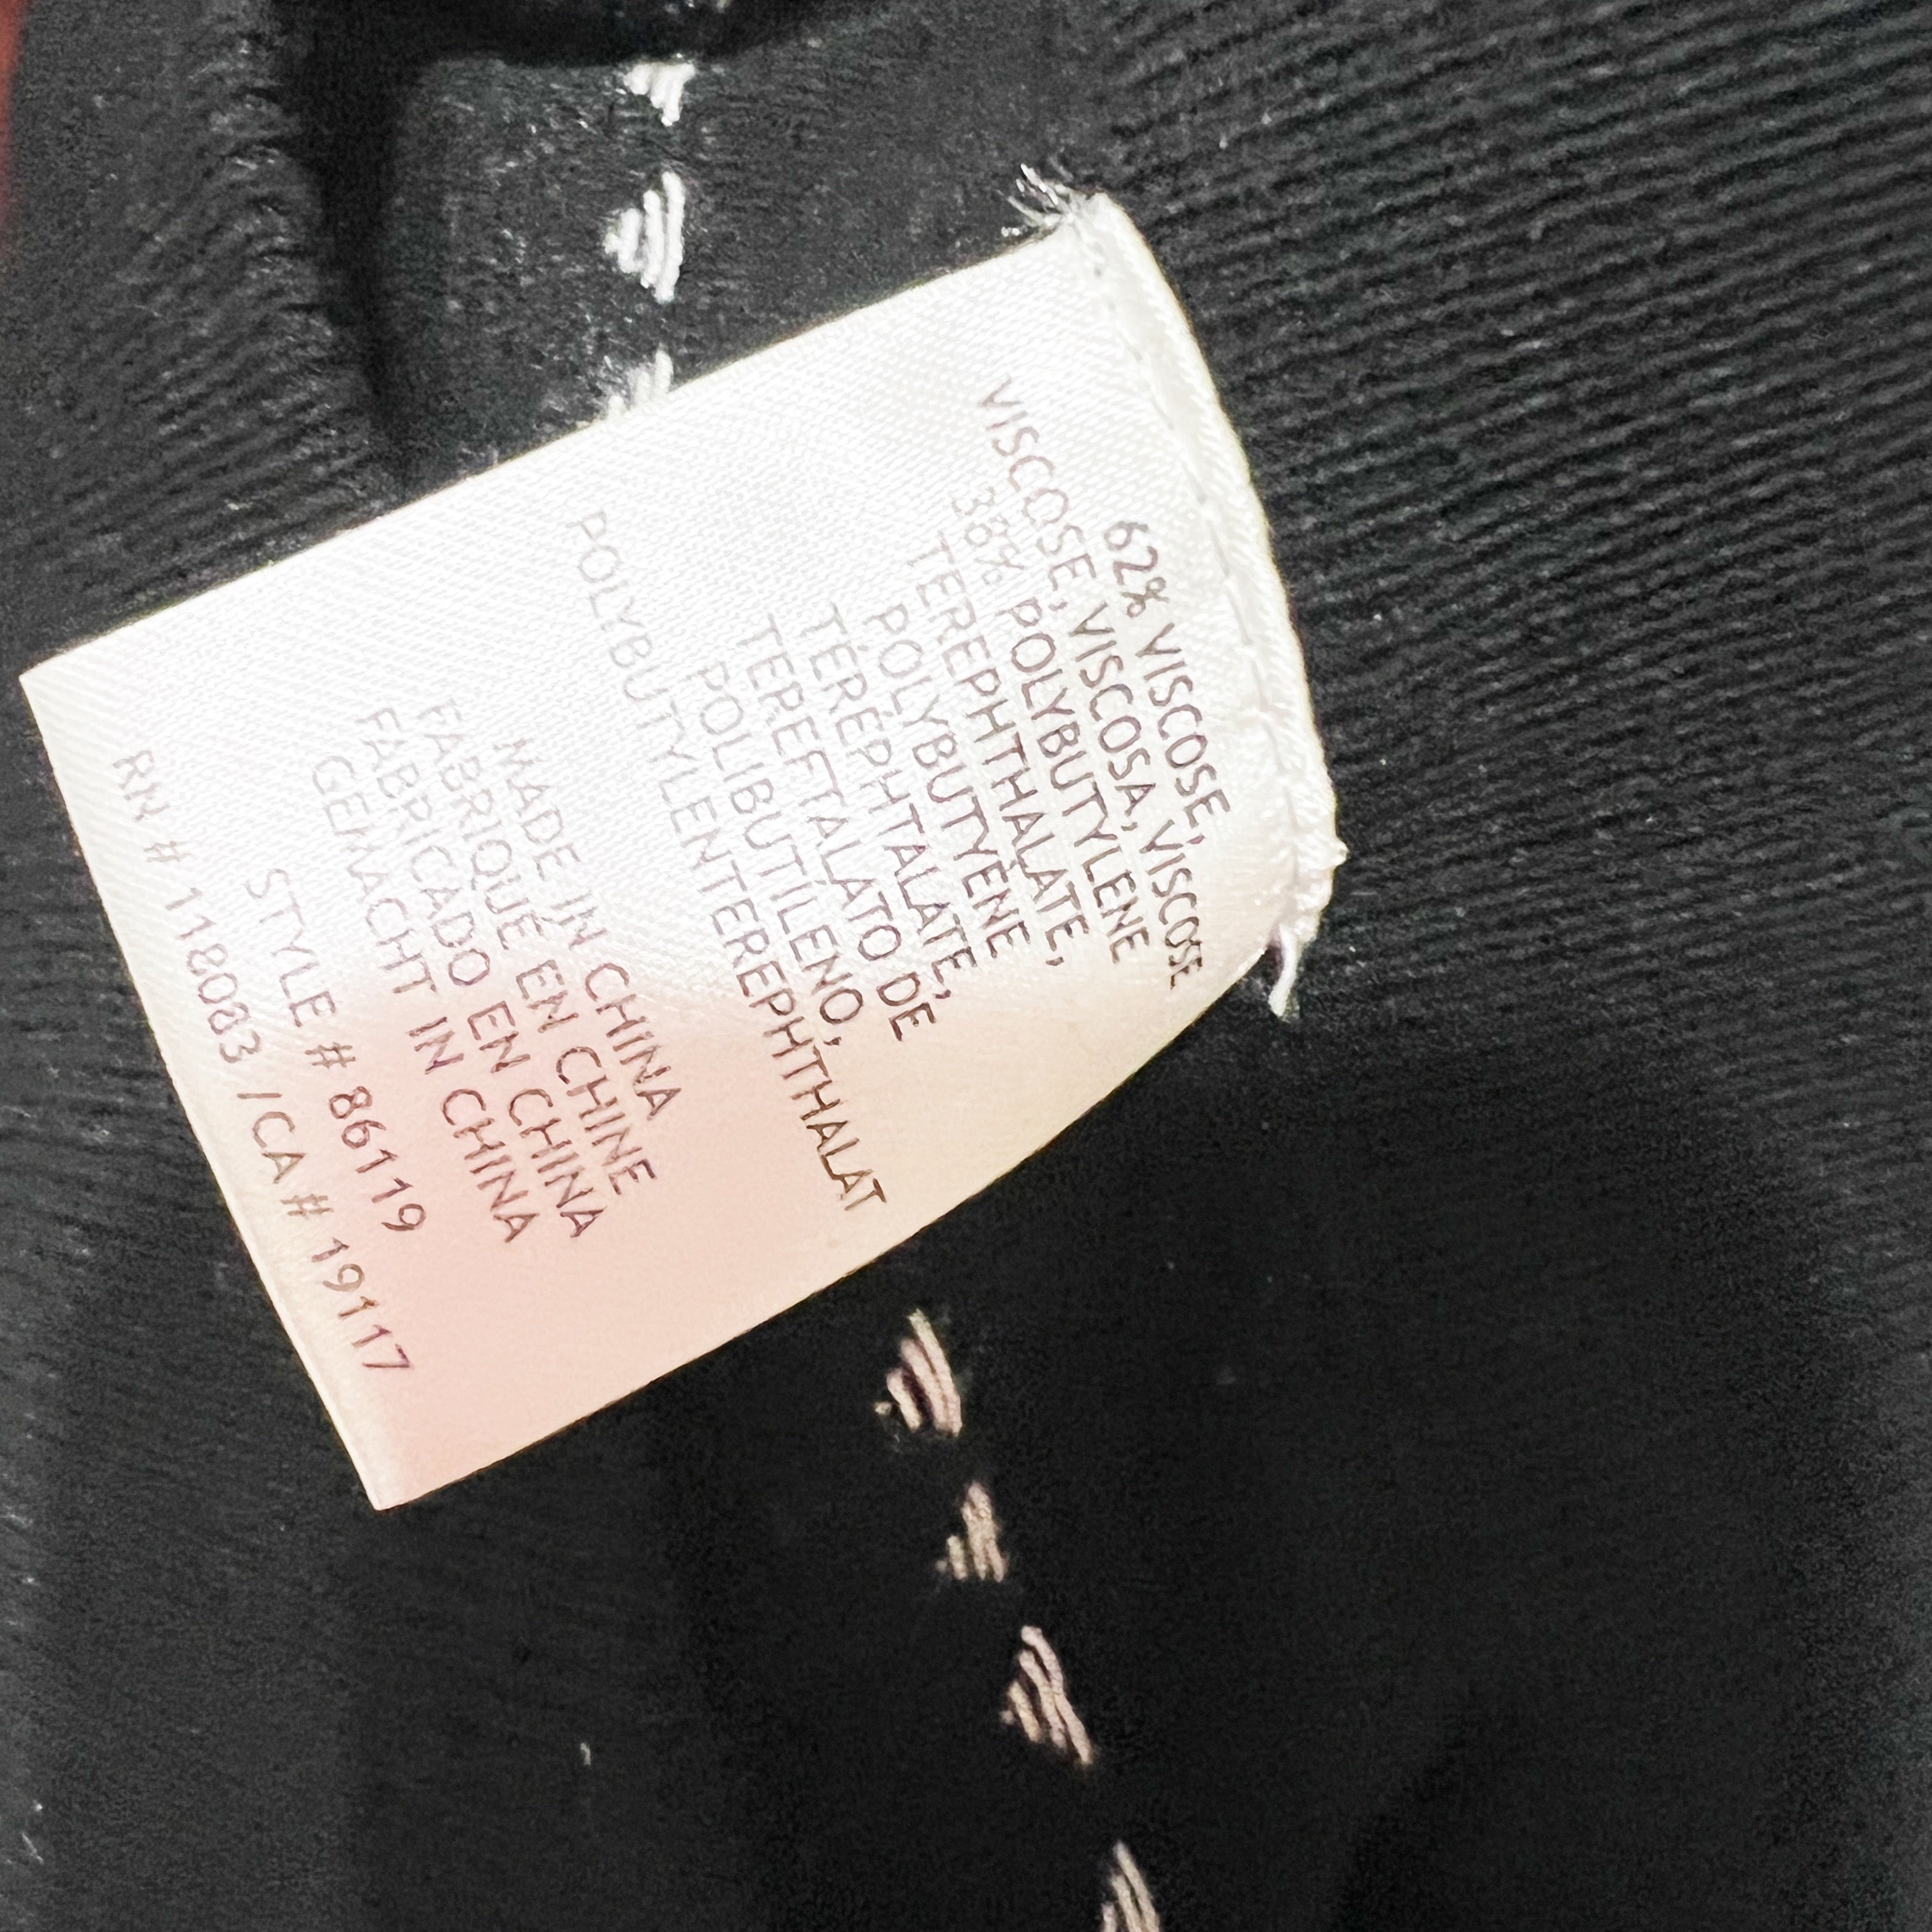 62% VISCOSE,
VISCOSE, VISCOSA, VISCOSE
38% POLYBUTYLENE
TEREPHTHALATE,
POLYBUTYÈNE
TÉRÉPHTALATE,
TEREFTALATO DE
POLIBUTILENO,
POLYBUTYLENTEREPHTHALAT
MADE IN CHINA
FABRIQUÉ EN CHINE
FABRICADO EN CHINA
GEMACHT IN CHINA
STYLE # 86119
RN # 118083 /CA # 19117